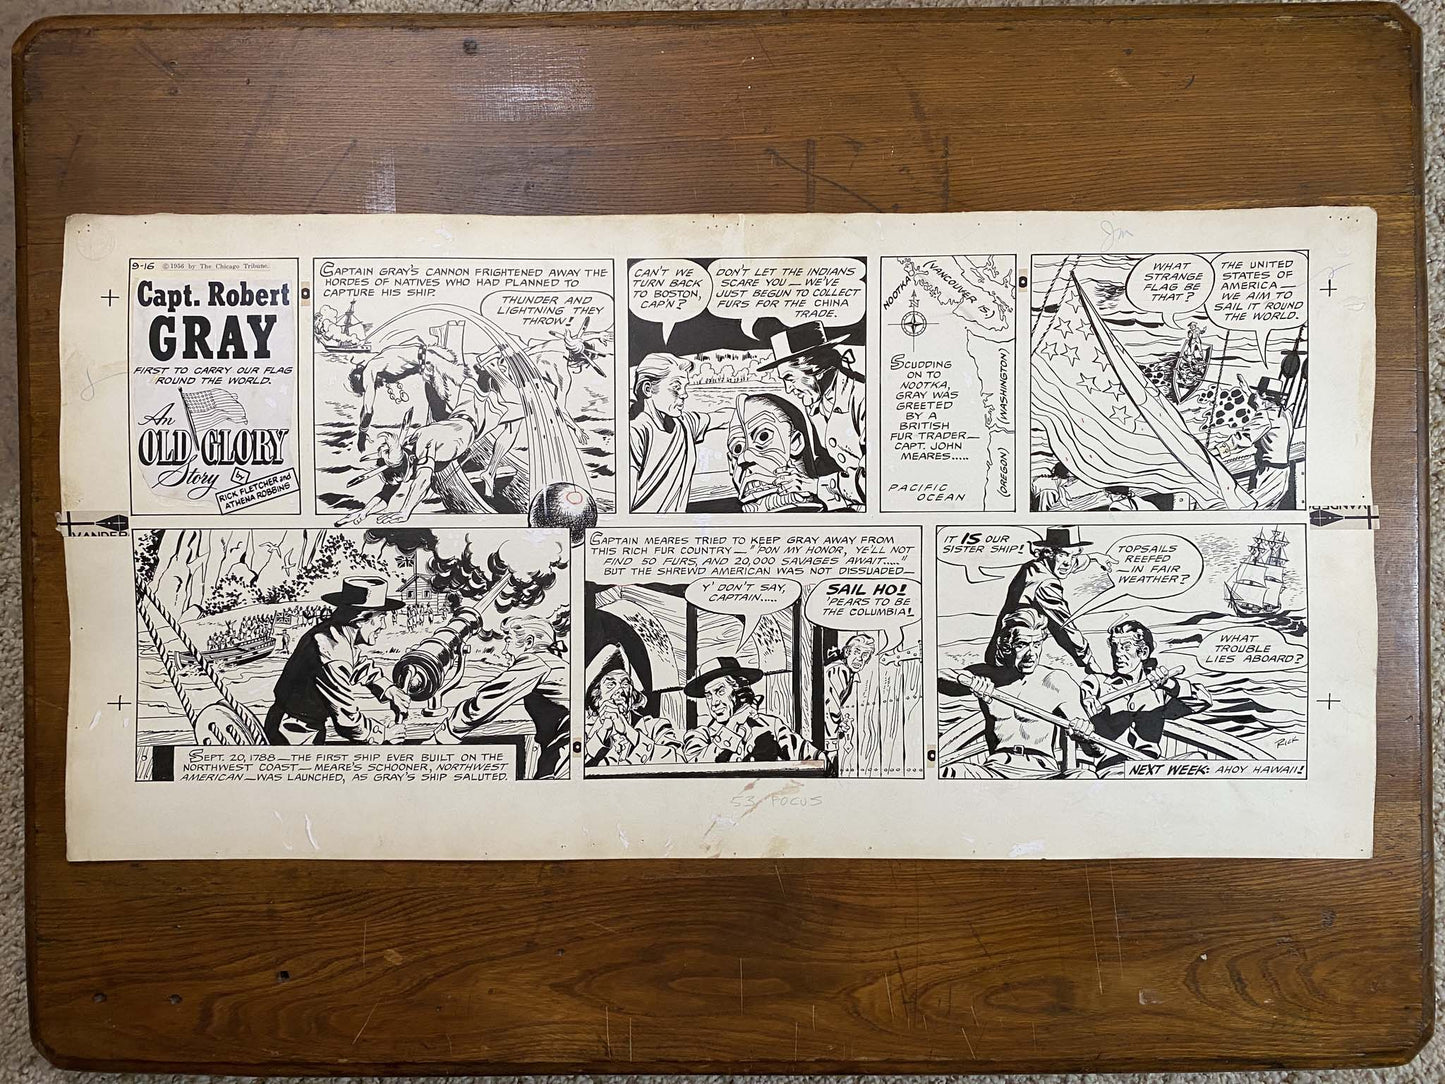 9-16 ©1956 by The Chicago Tribune.
Capt. Robert
GRAY
FIRST TO CARRY OUR FLAG
ROUND THE WORLD.
An
OLD GLORY
Story
by
RICK FLETCHER and
ATHENA ROBBINS
CAPTAIN GRAY'S CANNON FRIGHTENED AWAY THE
HORDES OF NATIVES WHO HAD PLANNED TO
CAPTURE HIS SHIP.
THUNDER AND
LIGHTNING THEY
THROW!
CAN'T WE
TURN BACK
TO BOSTON,
CAP'N?
DON'T LET THE INDIANS
SCARE YOU — WE'VE
JUST BEGUN TO COLLECT
FURS FOR THE CHINA
TRADE.
NOOTKA
(VANCOUVER
SCUDDING
ON TO
NOOTKA,
GRAY WAS
GREETED
BY A
BRITISH
FUR TRADER—
CAPT. JOHN
MEARES.....
(WASHINGTON)
(OREGON)
PACIFIC
OCEAN
WHAT
STRANGE
FLAG BE
THAT?
THE UNITED
STATES OF
AMERICA —
WE AIM TO
SAIL IT 'ROUND
THE WORLD.
VANDER
VANDER
SEPT. 20, 1788 — THE FIRST SHIP EVER BUILT ON THE
NORTHWEST COAST — MEARE'S SCHOONER, NORTHWEST
AMERICAN — WAS LAUNCHED, AS GRAY'S SHIP SALUTED.
CAPTAIN MEARES TRIED TO KEEP GRAY AWAY FROM
THIS RICH FUR COUNTRY — "PON MY HONOR, YE'LL NOT
FIND 50 FURS, AND 20,000 SAVAGES AWAIT....."
BUT THE SHREWD AMERICAN WAS NOT DISSUADED—
Y' DON'T SAY,
CAPTAIN.....
SAIL HO!
'PEARS TO BE
THE COLUMBIA!
IT IS OUR
SISTER SHIP!
TOPSAILS
REEFED
— IN FAIR
WEATHER?
WHAT
TROUBLE
LIES ABOARD?
RICK
NEXT WEEK: AHOY HAWAII!
53 FOCUS